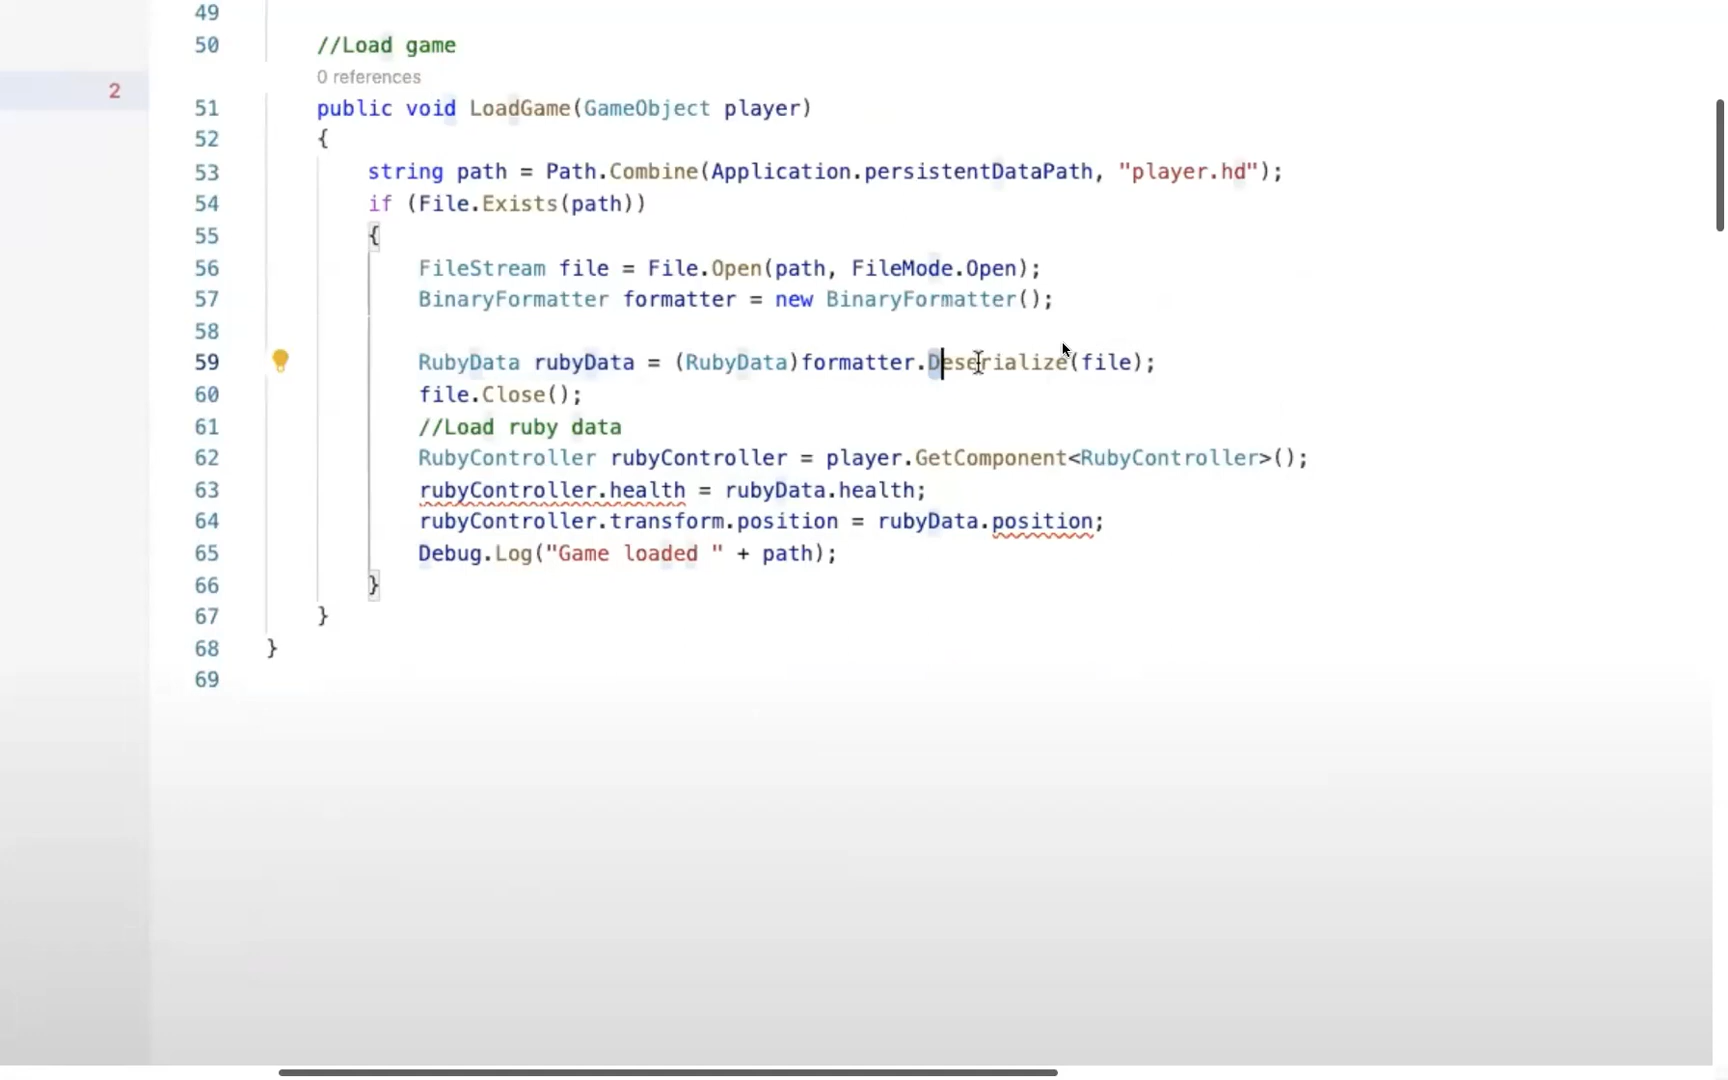 49
50 //Load game
0 references
2
51 public void LoadGame(GameObject player)
52 {
53 string path = Path.Combine(Application.persistentDataPath, "player.hd");
54 if (File.Exists(path))
55 {
56 FileStream file = File.Open(path, FileMode.Open);
57 BinaryFormatter formatter = new BinaryFormatter();
58
59 RubyData rubyData = (RubyData)formatter.Deserialize(file);
60 file.Close();
61 //Load ruby data
62 RubyController rubyController = player.GetComponent<RubyController>();
63 rubyController.health = rubyData.health;
64 rubyController.transform.position = rubyData.position;
65 Debug.Log("Game loaded " + path);
66 }
67 }
68 }
69